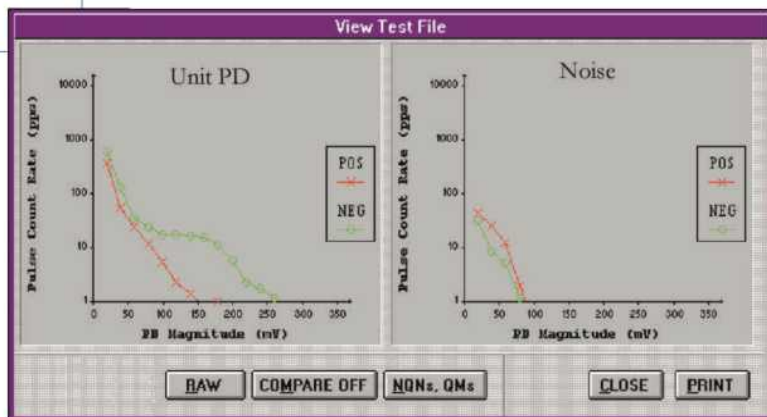 View Test File
Unit PD
Pulse Count Rate (pps)
10000
1000
100
10
1
0 50 100 150 200 250 300 350
PD Magnitude (mV)
POS
NEG
Noise
Pulse Count Rate (pps)
10000
1000
100
10
1
0 50 100 150 200 250 300 350
PD Magnitude (mV)
POS
NEG
RAW
COMPARE OFF
NQNs, QMs
CLOSE
PRINT